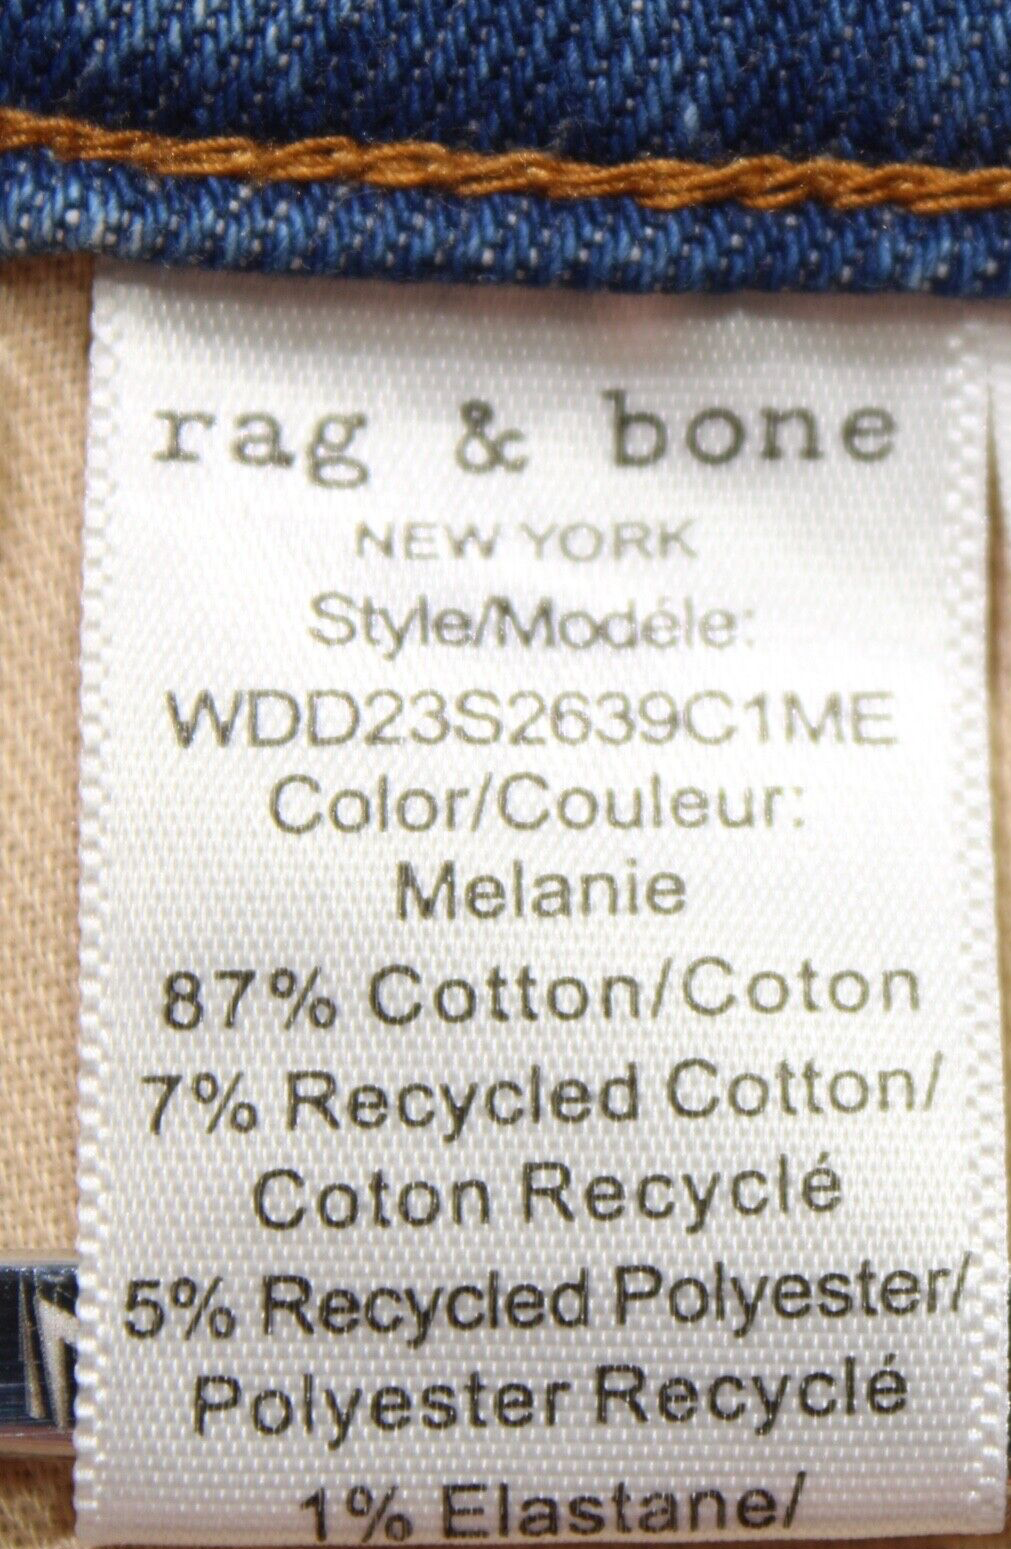 rag & bone
NEW YORK
Style/Modéle:
WDD23S2639C1ME
Color/Couleur:
Melanie
87% Cotton/Coton
7% Recycled Cotton/
Coton Recyclé
5% Recycled Polyester/
Polyester Recyclé
1% Elastane/